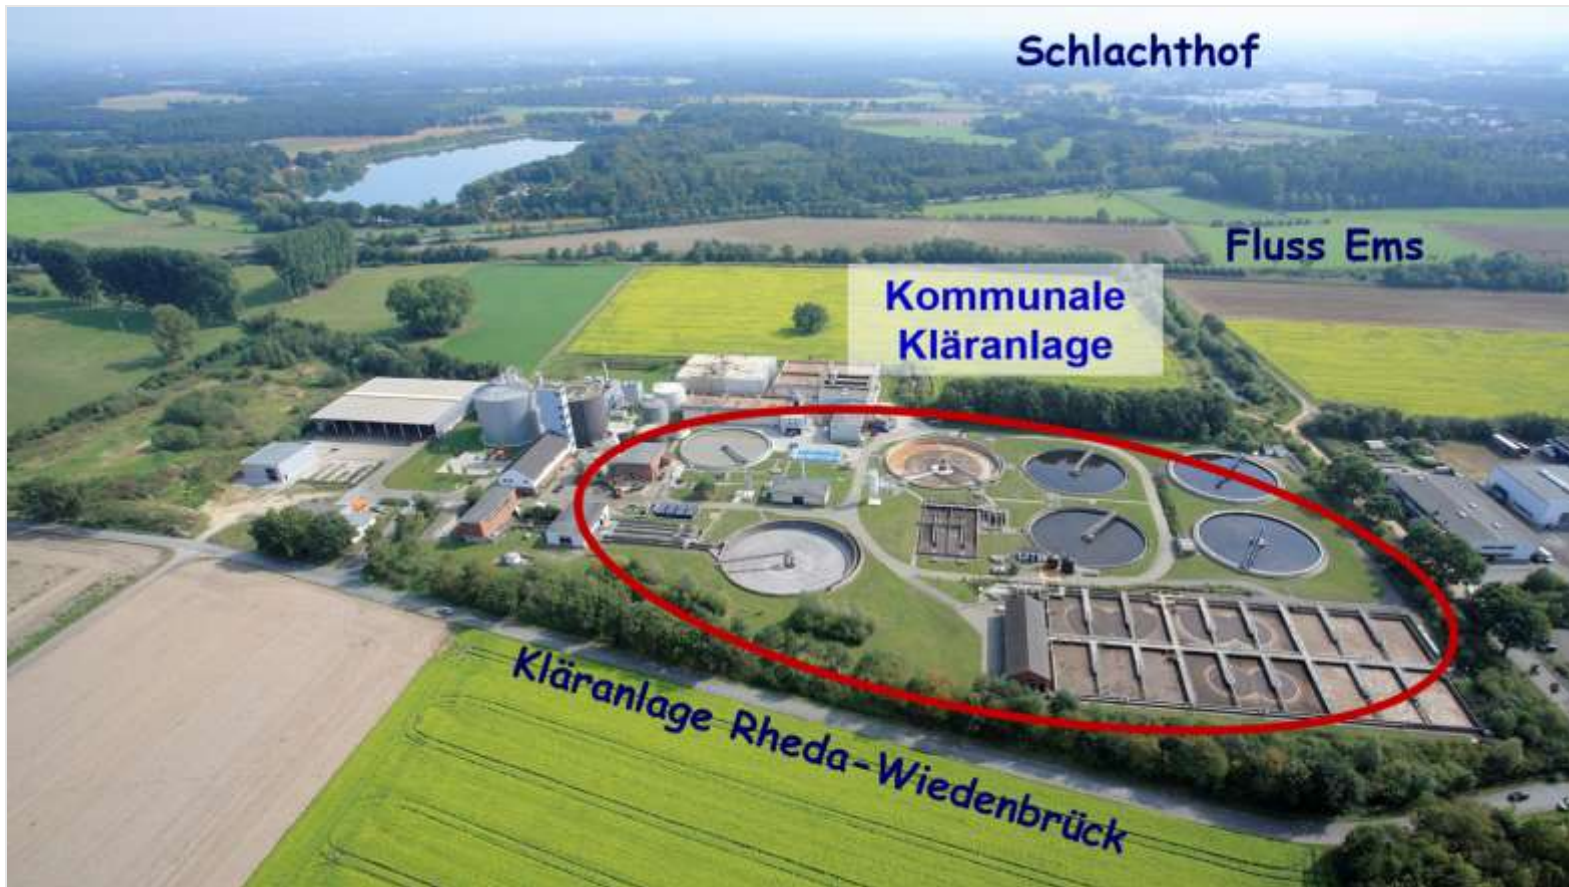 Schlachthof
Fluss Ems
Kommunale
Kläranlage
Kläranlage Rheda-Wiedenbrück